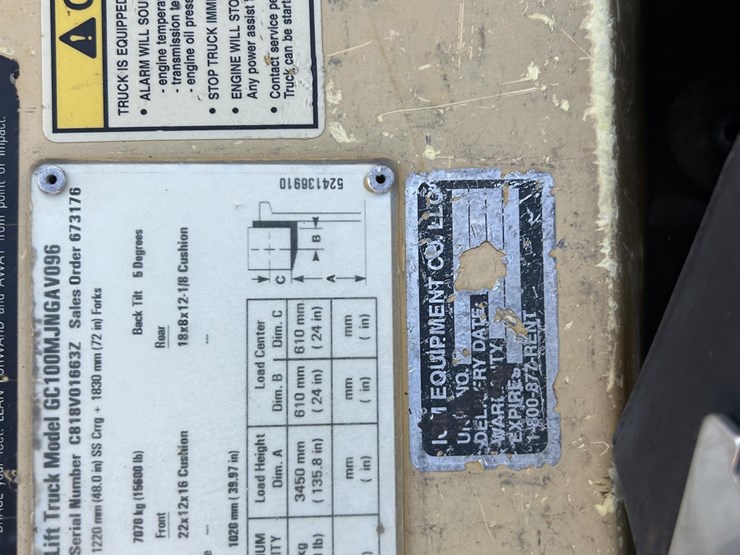 TRUCK IS EQUIPPED
• ALARM WILL SOU
- engine tempera
- transmission te
- engine oil press
• STOP TRUCK IMM
• ENGINE WILL STO
Any power assist
• Contact service pe
Truck can be start
Lift Truck Model GC100MJNGAV096
Serial Number C818V01663Z Sales Order 673176
1220 mm (48.0 in) SS Crrg + 1830 mm (72 in) Forks
7070 kg (15600 lb) Back Tilt 5 Degrees
Front Rear
22x12x16 Cushion 18x8x12-1/8 Cushion
--- ---
1020 mm ( 39.97 in)
Load Height Load Center
Dim. A Dim. B Dim. C
3450 mm 610 mm 610 mm
( 135.8 in) ( 24 in) ( 24 in)
mm mm mm
( in) ( in) ( in)
A B C
524136910
EQUIPMENT CO, LLC
NO.
DATE
EXPIRES
1-800-877-RENT